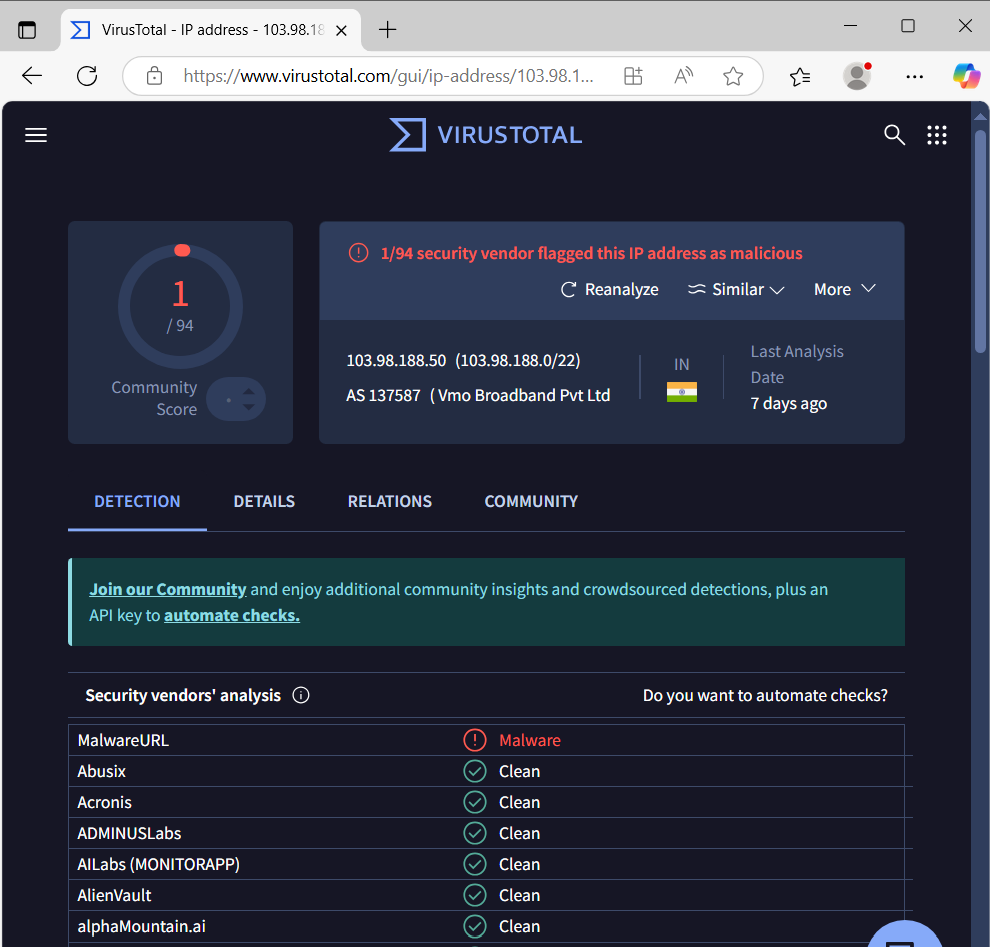 VirusTotal - IP address - 103.98.18
https://www.virustotal.com/gui/ip-address/103.98.1...
VIRUSTOTAL
1
/ 94
Community
Score
1/94 security vendor flagged this IP address as malicious
Reanalyze Similar More
103.98.188.50 (103.98.188.0/22)
AS 137587 ( Vmo Broadband Pvt Ltd
IN
Last Analysis
Date
7 days ago
DETECTION DETAILS RELATIONS COMMUNITY
Join our Community and enjoy additional community insights and crowdsourced detections, plus an
API key to automate checks.
Security vendors' analysis Do you want to automate checks?
MalwareURL Malware
Abusix Clean
Acronis Clean
ADMINUSLabs Clean
AILabs (MONITORAPP) Clean
AlienVault Clean
alphaMountain.ai Clean